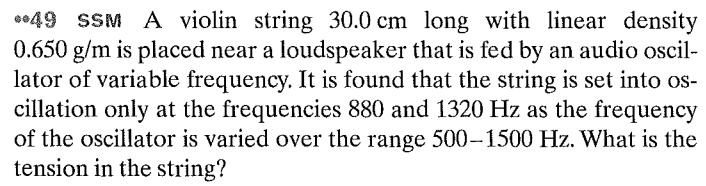 ••49 SSM A violin string 30.0 cm long with linear density
0.650 g/m is placed near a loudspeaker that is fed by an audio oscil-
lator of variable frequency. It is found that the string is set into os-
cillation only at the frequencies 880 and 1320 Hz as the frequency
of the oscillator is varied over the range 500–1500 Hz. What is the
tension in the string?